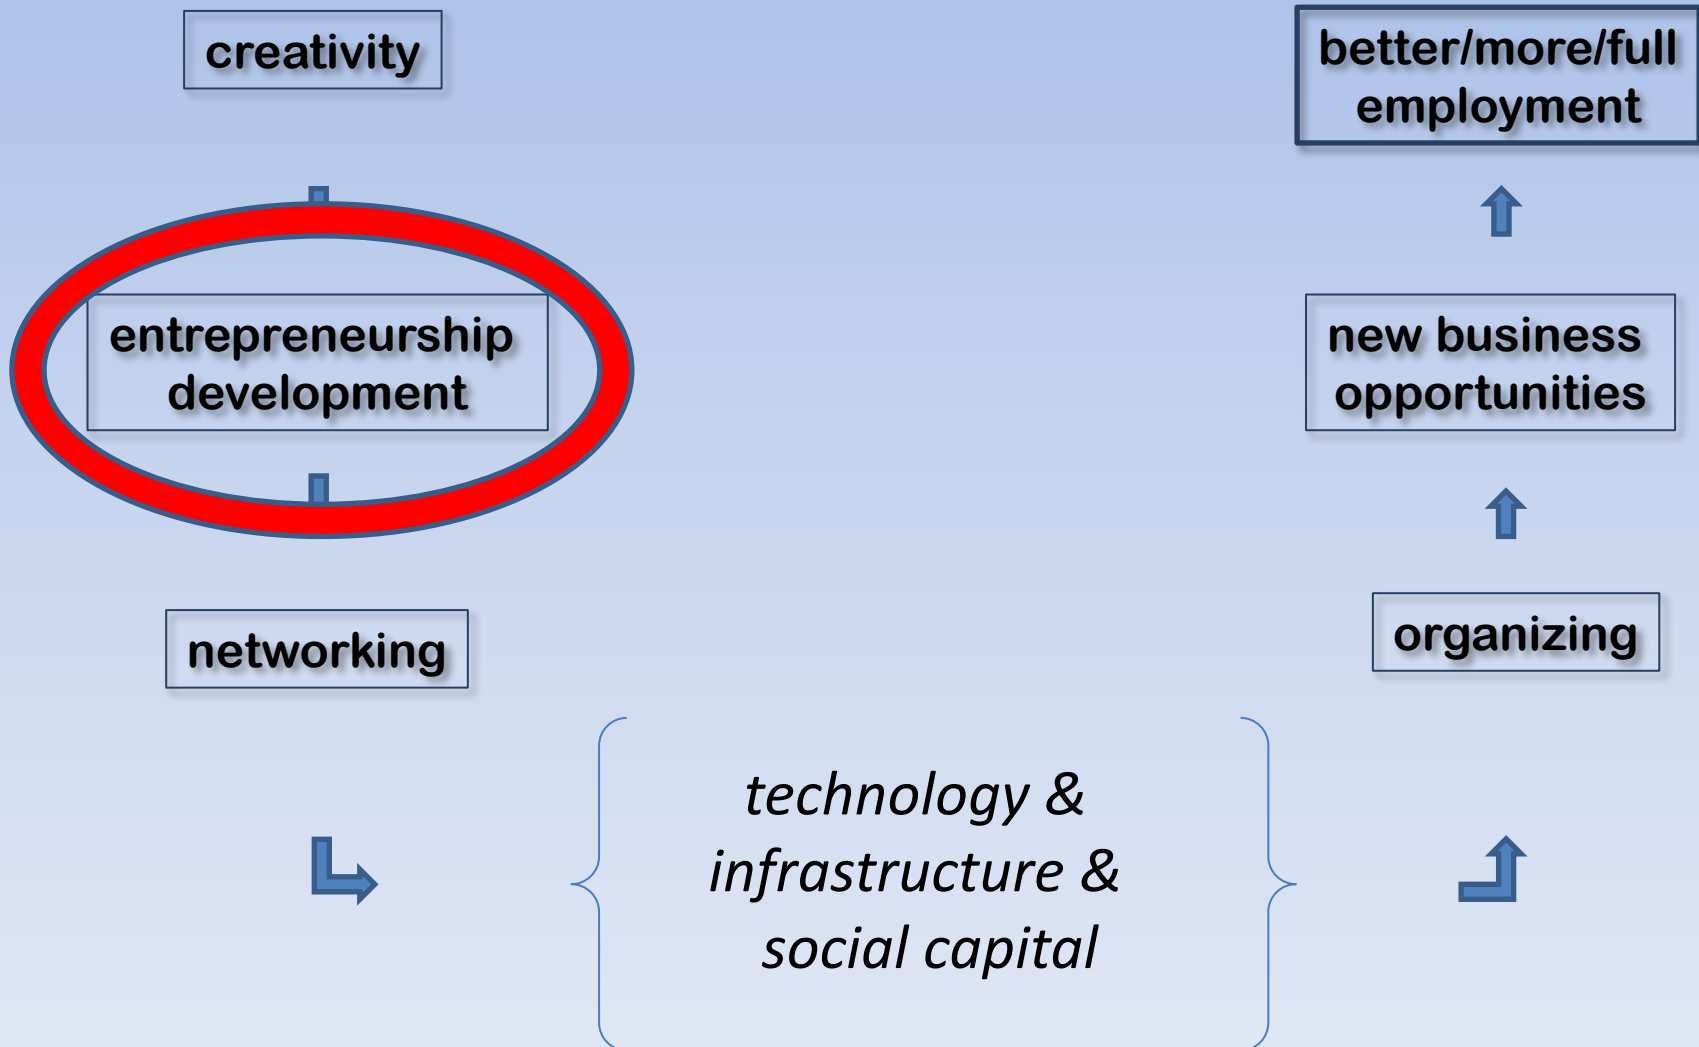 creativity
entrepreneurship
development
networking
technology &
infrastructure &
social capital
organizing
new business
opportunities
better/more/full
employment